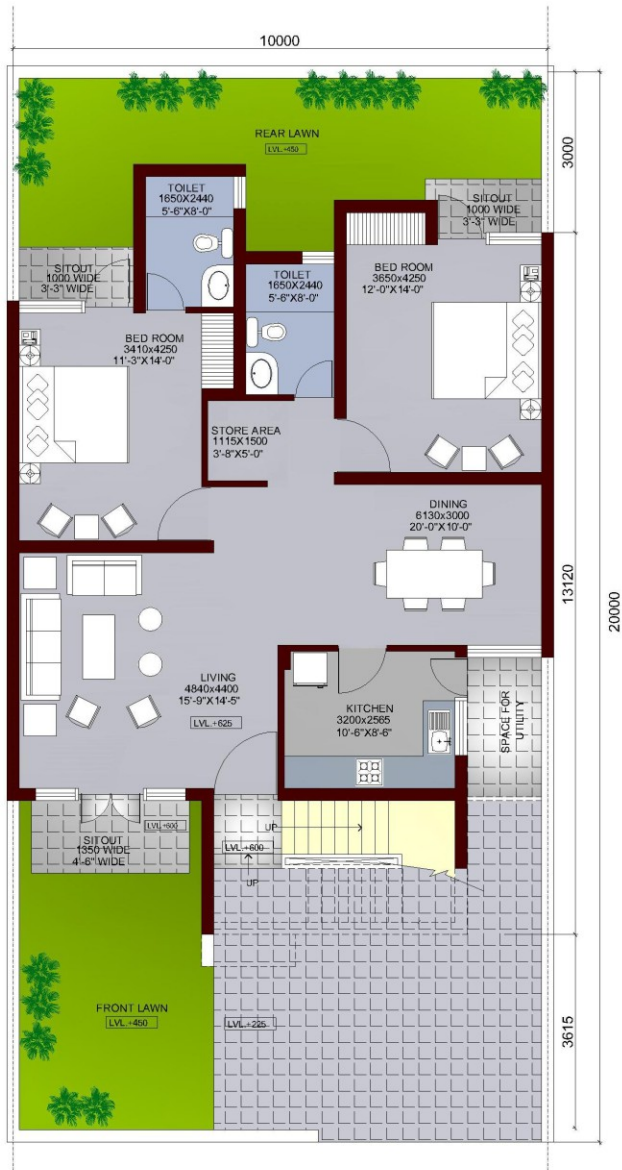 10000
REAR LAWN
LVL.+450
3000
TOILET
1650X2440
5'-6"X8'-0"
SITOUT
1000 WIDE
3'-3" WIDE
SITOUT
1000 WIDE
3'-3" WIDE
TOILET
1650X2440
5'-6"X8'-0"
BED ROOM
3650x4250
12'-0"X14'-0"
BED ROOM
3410x4250
11'-3"X14'-0"
STORE AREA
1115X1500
3'-8"X5'-0"
DINING
6130x3000
20'-0"X10'-0"
13120
20000
LIVING
4840x4400
15'-9"X14'-5"
LVL.+625
KITCHEN
3200x2565
10'-6"X8'-6"
SPACE FOR
UTILITY
SITOUT
1350 WIDE
4'-6" WIDE
LVL.+600
UP
LVL.+600
UP
FRONT LAWN
LVL.+450
LVL.+225
3615